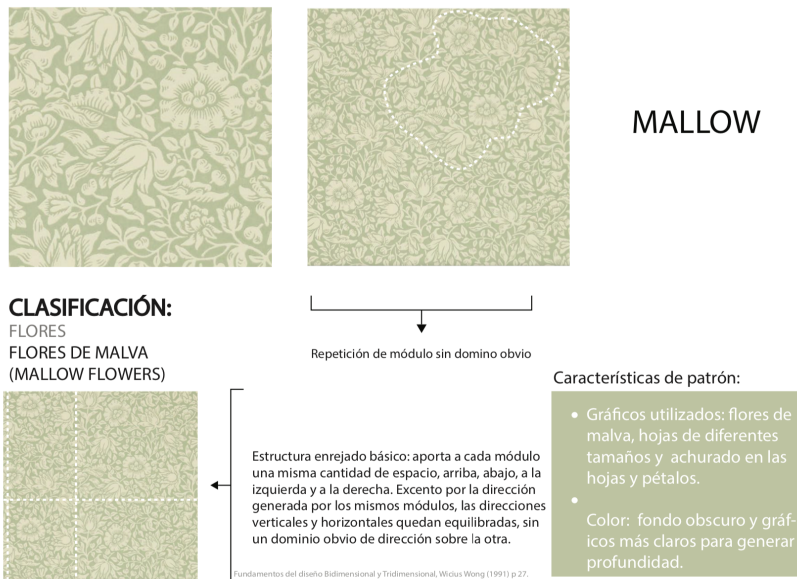 MALLOW
CLASIFICACIÓN:
FLORES
FLORES DE MALVA
(MALLOW FLOWERS)
Repetición de módulo sin domino obvio
Estructura enrejado básico: aporta a cada módulo
una misma cantidad de espacio, arriba, abajo, a la
izquierda y a la derecha. Excento por la dirección
generada por los mismos módulos, las direcciones
verticales y horizontales quedan equilibradas, sin
un dominio obvio de dirección sobre la otra.
Fundamentos del diseño Bidimensional y Tridimensional, Wicius Wong (1991) p 27.
Características de patrón:
• Gráficos utilizados: flores de
malva, hojas de diferentes
tamaños y achurado en las
hojas y pétalos.
•
Color: fondo obscuro y gráf-
icos más claros para generar
profundidad.